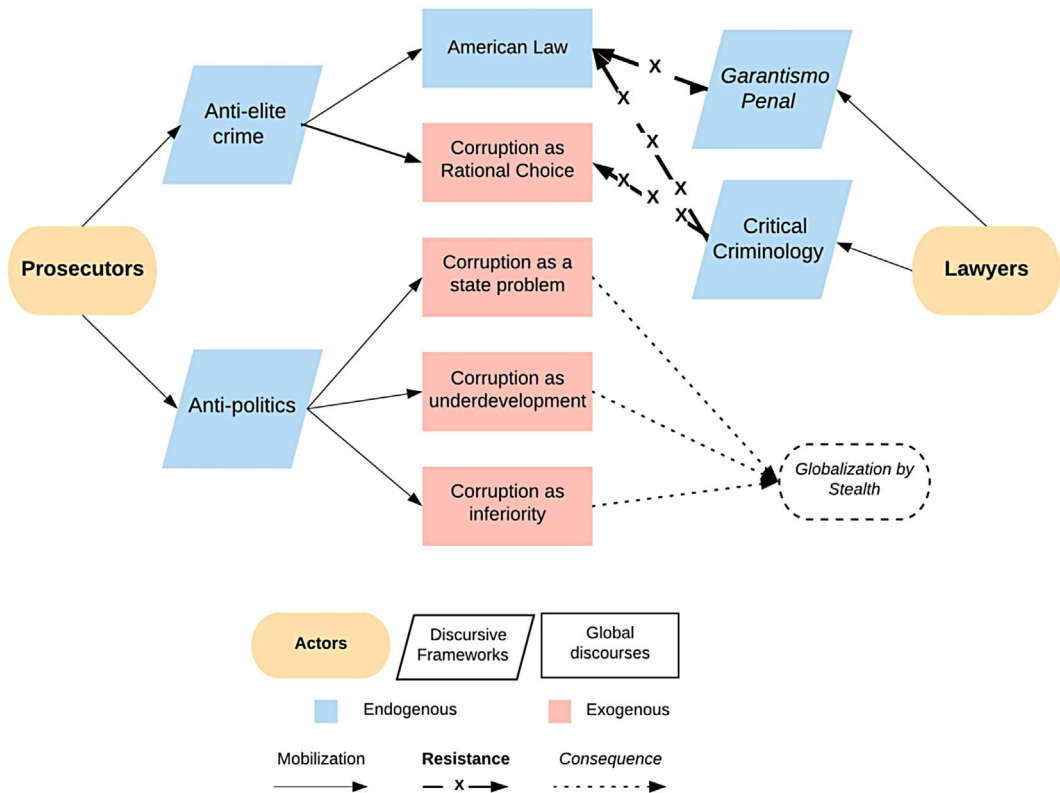 American Law
Garantismo
Penal
Anti-elite
crime
Corruption as
Rational Choice
X
X
X
X
X
X
X
Critical
Criminology
Prosecutors
Lawyers
Corruption as a
state problem
Anti-politics
Corruption as
underdevelopment
Corruption as
inferiority
Globalization by
Stealth
Actors
Discursive
Frameworks
Global
discourses
Endogenous
Exogenous
Mobilization
Resistance
Consequence
X